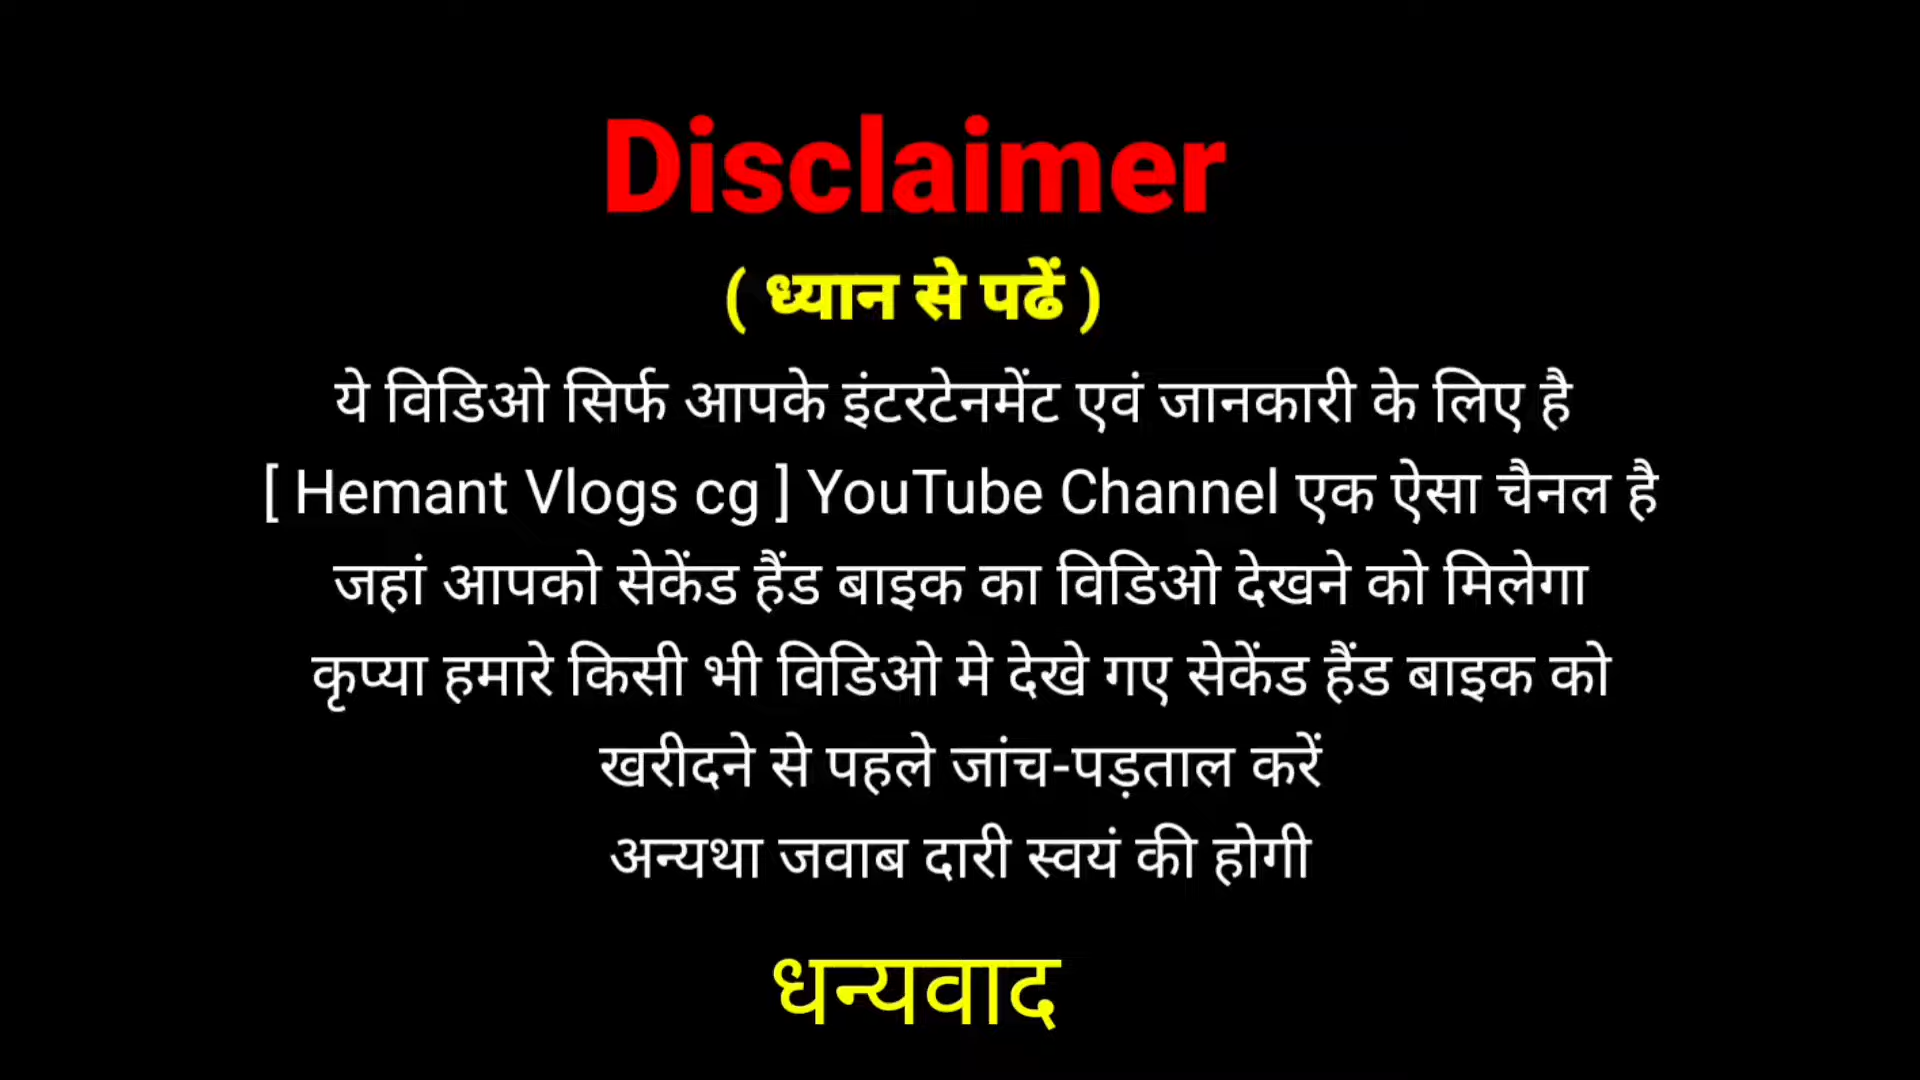 Disclaimer
( ध्यान से पढें )
ये विडिओ सिर्फ आपके इंटरटेनमेंट एवं जानकारी के लिए है
[ Hemant Vlogs cg ] YouTube Channel एक ऐसा चैनल है
जहां आपको सेकेंड हैंड बाइक का विडिओ देखने को मिलेगा
कृप्या हमारे किसी भी विडिओ मे देखे गए सेकेंड हैंड बाइक को
खरीदने से पहले जांच-पड़ताल करें
अन्यथा जवाब दारी स्वयं की होगी
धन्यवाद